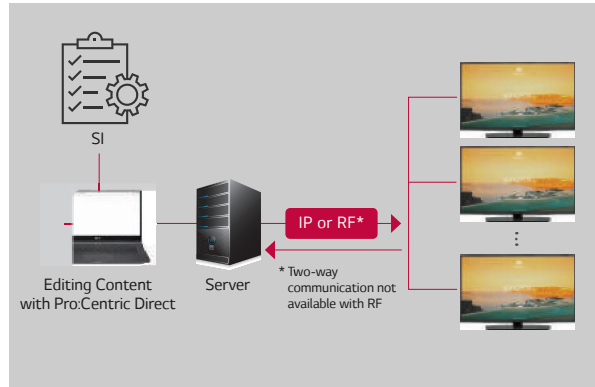 SI
IP or RF*
Editing Content
with Pro:Centric Direct
Server
* Two-way
communication not
available with RF